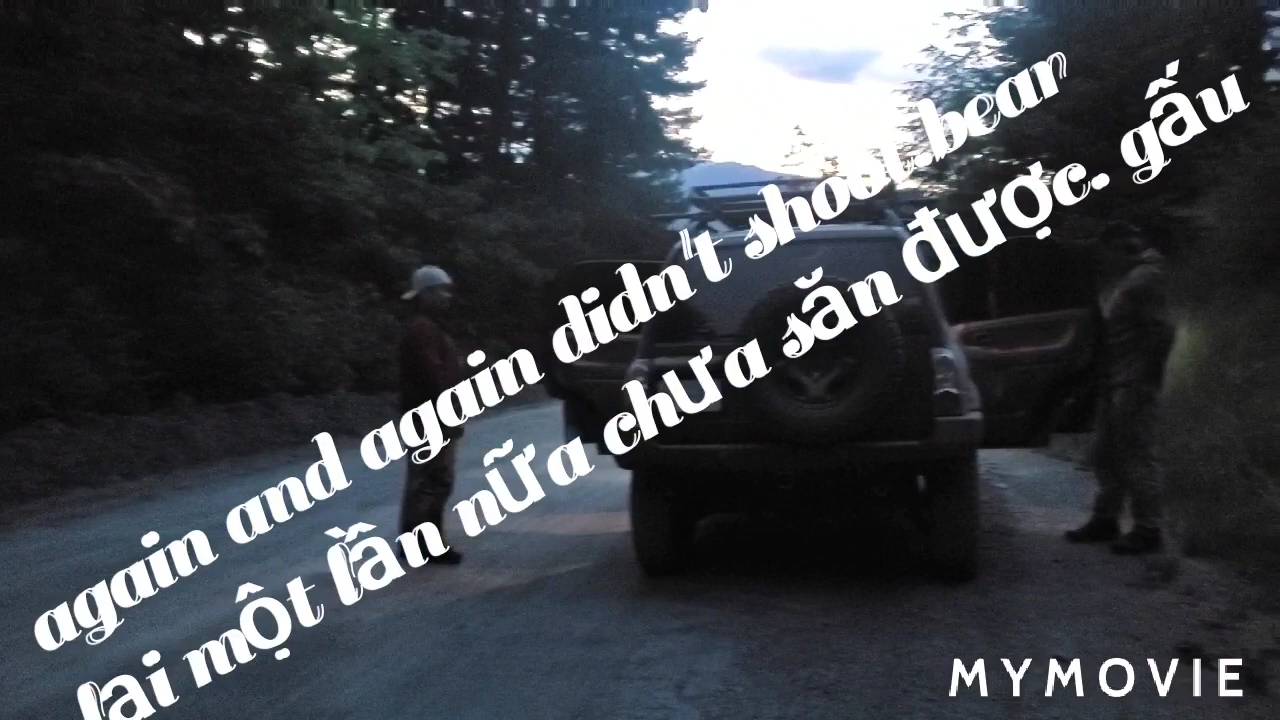 again and again didn't shoot.bear
lại một lần nữa chưa săn được. gấu
MYMOVIE